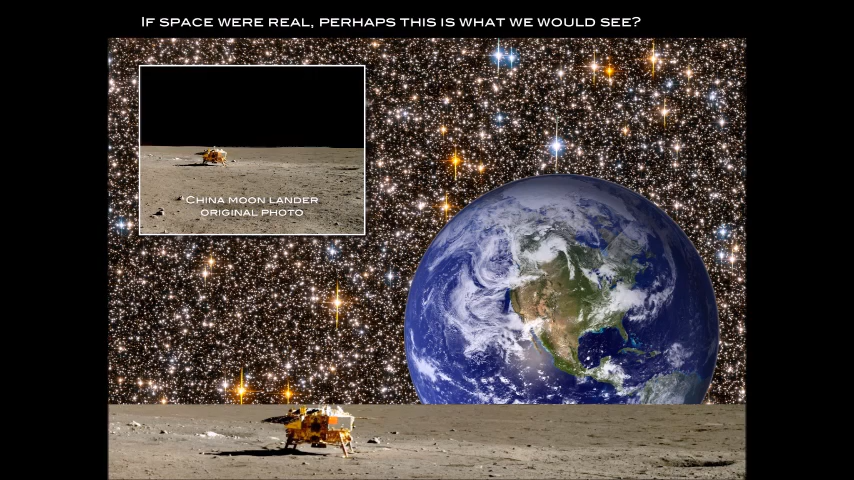 If space were real, perhaps this is what we would see?
*China moon lander
original photo